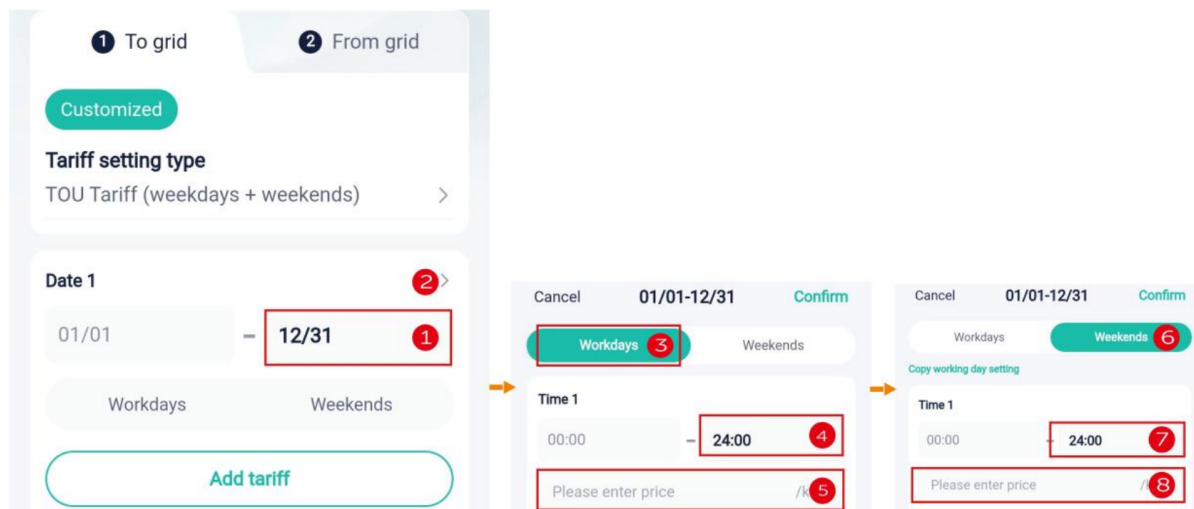 1 To grid
2 From grid
Customized
Tariff setting type
TOU Tariff (weekdays + weekends) >
Date 1
2 >
01/01 – 12/31 1
Workdays
Weekends
Add tariff
Cancel 01/01-12/31 Confirm
Workdays 3
Weekends
Time 1
00:00 – 24:00 4
Please enter price /k 5
Cancel 01/01-12/31 Confirm
Workdays
Weekends 6
Copy working day setting
Time 1
00:00 – 24:00 7
Please enter price / 8